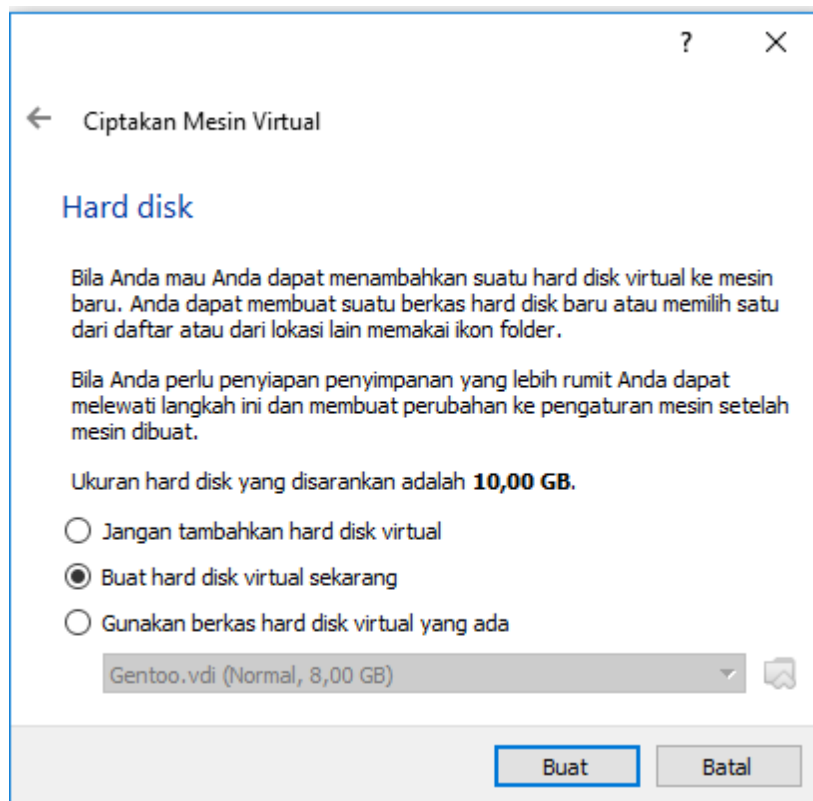 ?
Ciptakan Mesin Virtual
Hard disk
Bila Anda mau Anda dapat menambahkan suatu hard disk virtual ke mesin
baru. Anda dapat membuat suatu berkas hard disk baru atau memilih satu
dari daftar atau dari lokasi lain memakai ikon folder.
Bila Anda perlu penyiapan penyimpanan yang lebih rumit Anda dapat
melewati langkah ini dan membuat perubahan ke pengaturan mesin setelah
mesin dibuat.
Ukuran hard disk yang disarankan adalah 10,00 GB.
Jangan tambahkan hard disk virtual
Buat hard disk virtual sekarang
Gunakan berkas hard disk virtual yang ada
Gentoo.vdi (Normal, 8,00 GB)
Buat
Batal